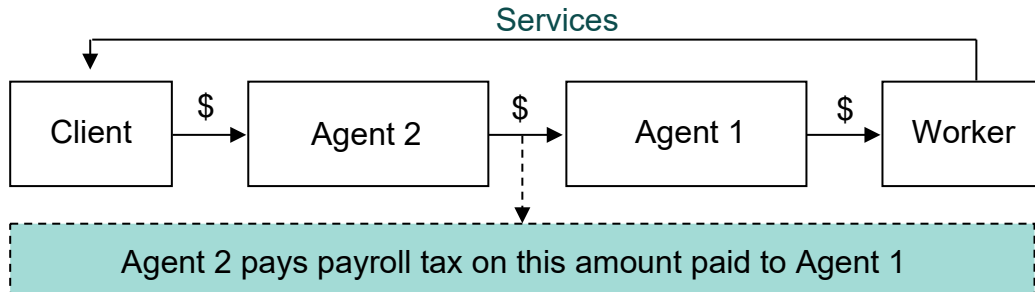 Services
$ $ $
Client Agent 2 Agent 1 Worker
Agent 2 pays payroll tax on this amount paid to Agent 1